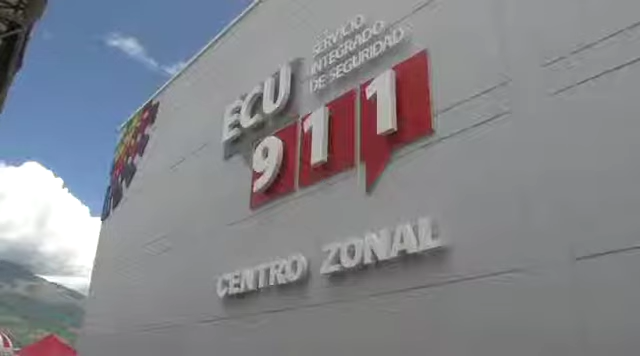 ECU
SERVICIO
INTEGRADO
DE SEGURIDAD
911
CENTRO ZONAL